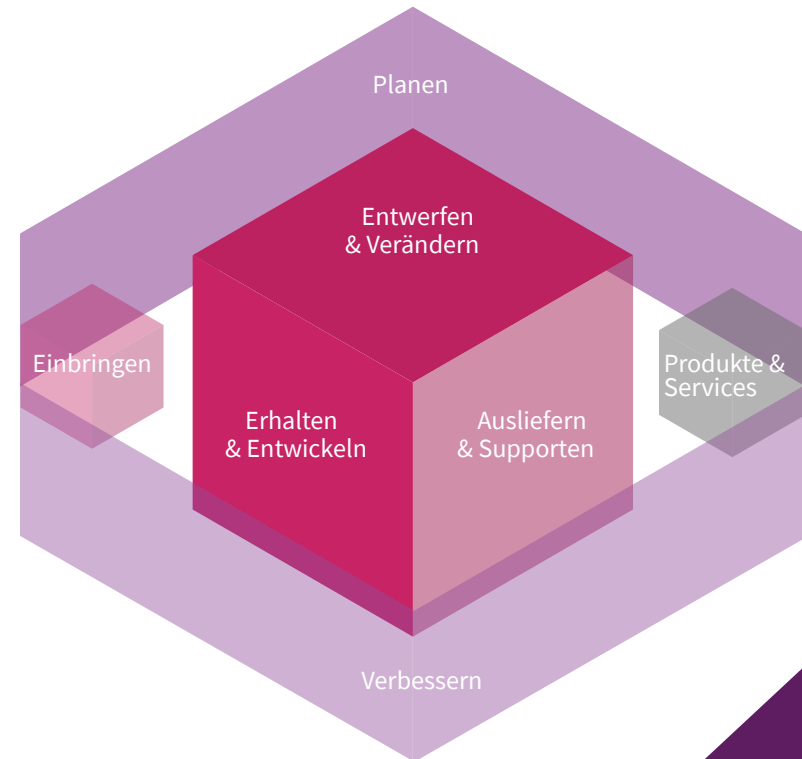 Planen
Entwerfen
& Verändern
Einbringen
Produkte &
Services
Erhalten
& Entwickeln
Ausliefern
& Supporten
Verbessern